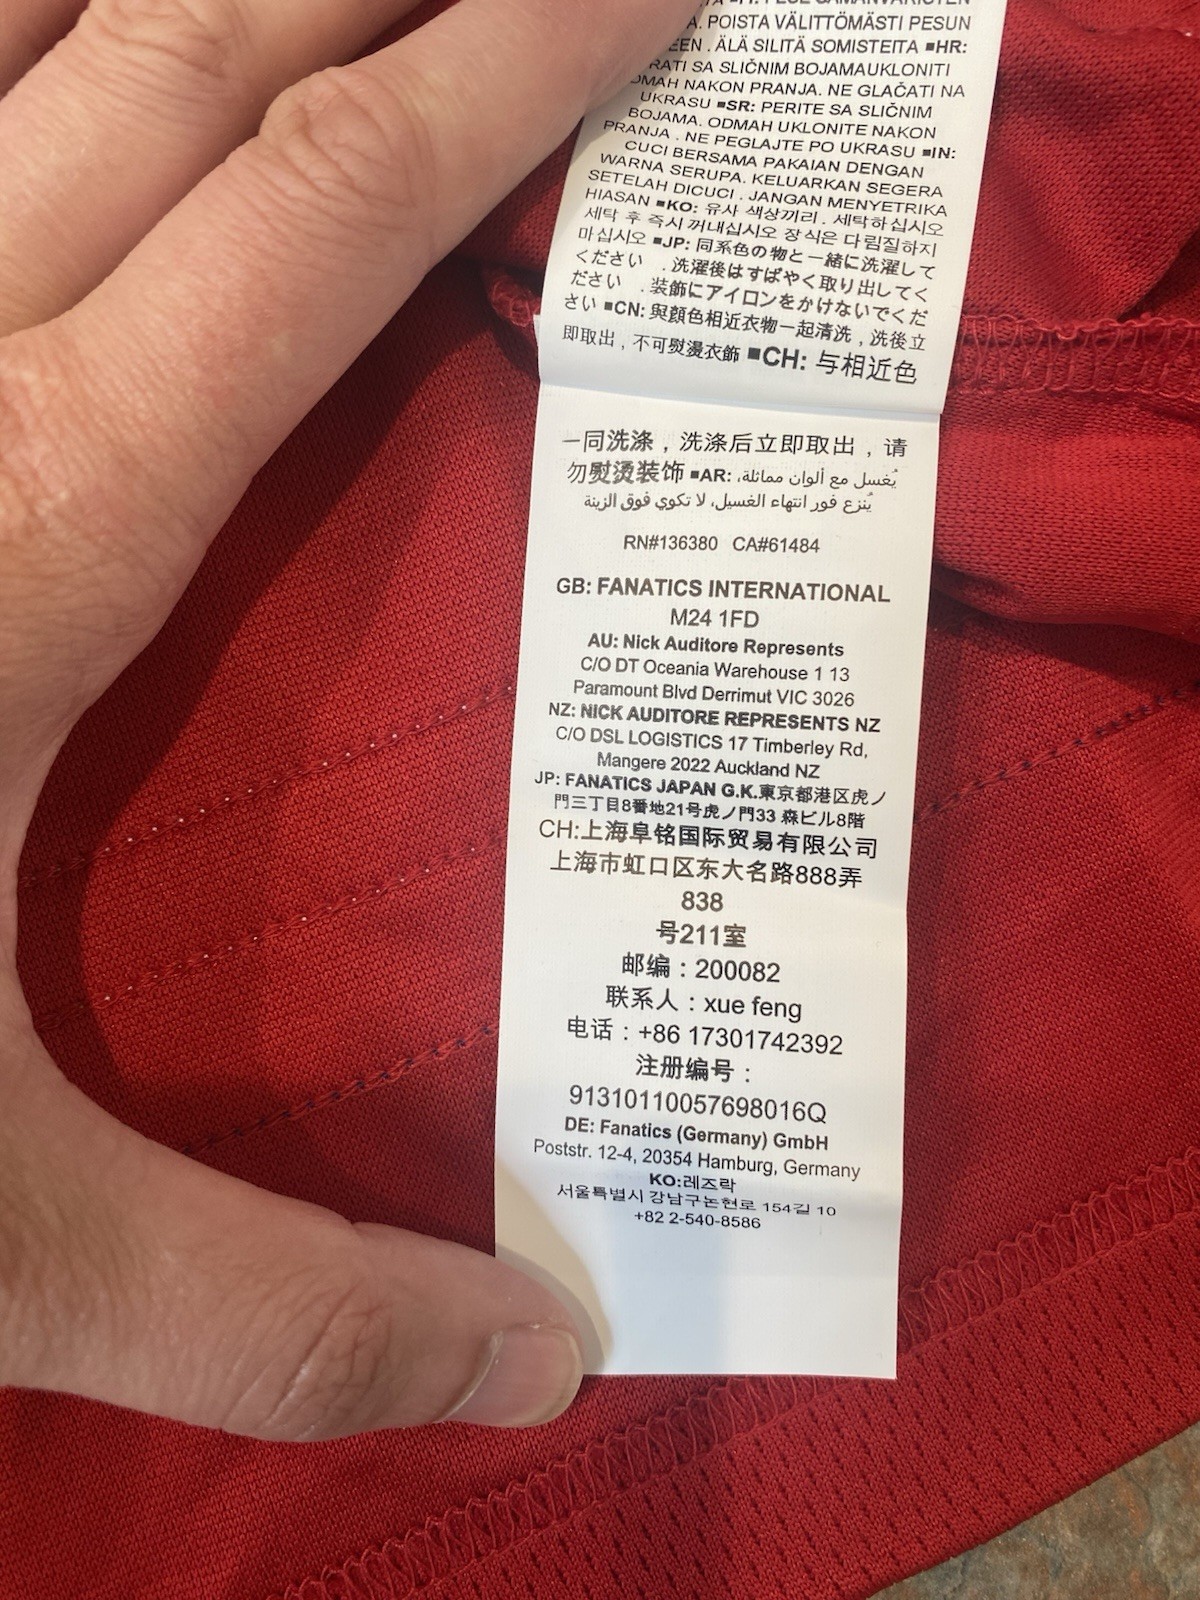 . POISTA VÄLITTÖMÄSTI PESUN
EEN . ÄLÄ SILITÄ SOMISTEITA ■HR:
RATI SA SLIČNIM BOJAMAUKLONITI
ODMAH NAKON PRANJA. NE GLAČATI NA
UKRASU ■SR: PERITE SA SLIČNIM
BOJAMA. ODMAH UKLONITE NAKON
PRANJA . NE PEGLAJTE PO UKRASU ■IN:
CUCI BERSAMA PAKAIAN DENGAN
WARNA SERUPA. KELUARKAN SEGERA
SETELAH DICUCI . JANGAN MENYETRIKA
HIASAN ■KO: 유사 색상끼리 . 세탁하십시오
세탁 후 즉시 꺼내십시오 장식은 다림질하지
마십시오 ■JP: 同系色の物と一緒に洗濯して
ください . 洗濯後はすばやく取り出してく
ださい . 装飾にアイロンをかけないでくだ
さい ■CN: 與顏色相近衣物一起清洗 , 洗後立
即取出 , 不可熨燙衣飾 ■CH: 与相近色
一同洗涤 , 洗涤后立即取出 , 请
勿熨烫装饰 ■AR: يُغسل مع ألوان مماثلة،
يُنزع فور انتهاء الغسيل، لا تكوي فوق الزينة
RN#136380 CA#61484
GB: FANATICS INTERNATIONAL
M24 1FD
AU: Nick Auditore Represents
C/O DT Oceania Warehouse 1 13
Paramount Blvd Derrimut VIC 3026
NZ: NICK AUDITORE REPRESENTS NZ
C/O DSL LOGISTICS 17 Timberley Rd,
Mangere 2022 Auckland NZ
JP: FANATICS JAPAN G.K.東京都港区虎ノ
門三丁目8番地21号虎ノ門33 森ビル8階
CH:上海阜铭国际贸易有限公司
上海市虹口区东大名路888弄
838
号211室
邮编 : 200082
联系人 : xue feng
电话 : +86 17301742392
注册编号 :
91310110057698016Q
DE: Fanatics (Germany) GmbH
Poststr. 12-4, 20354 Hamburg, Germany
KO:레즈락
서울특별시 강남구논현로 154길 10
+82 2-540-8586